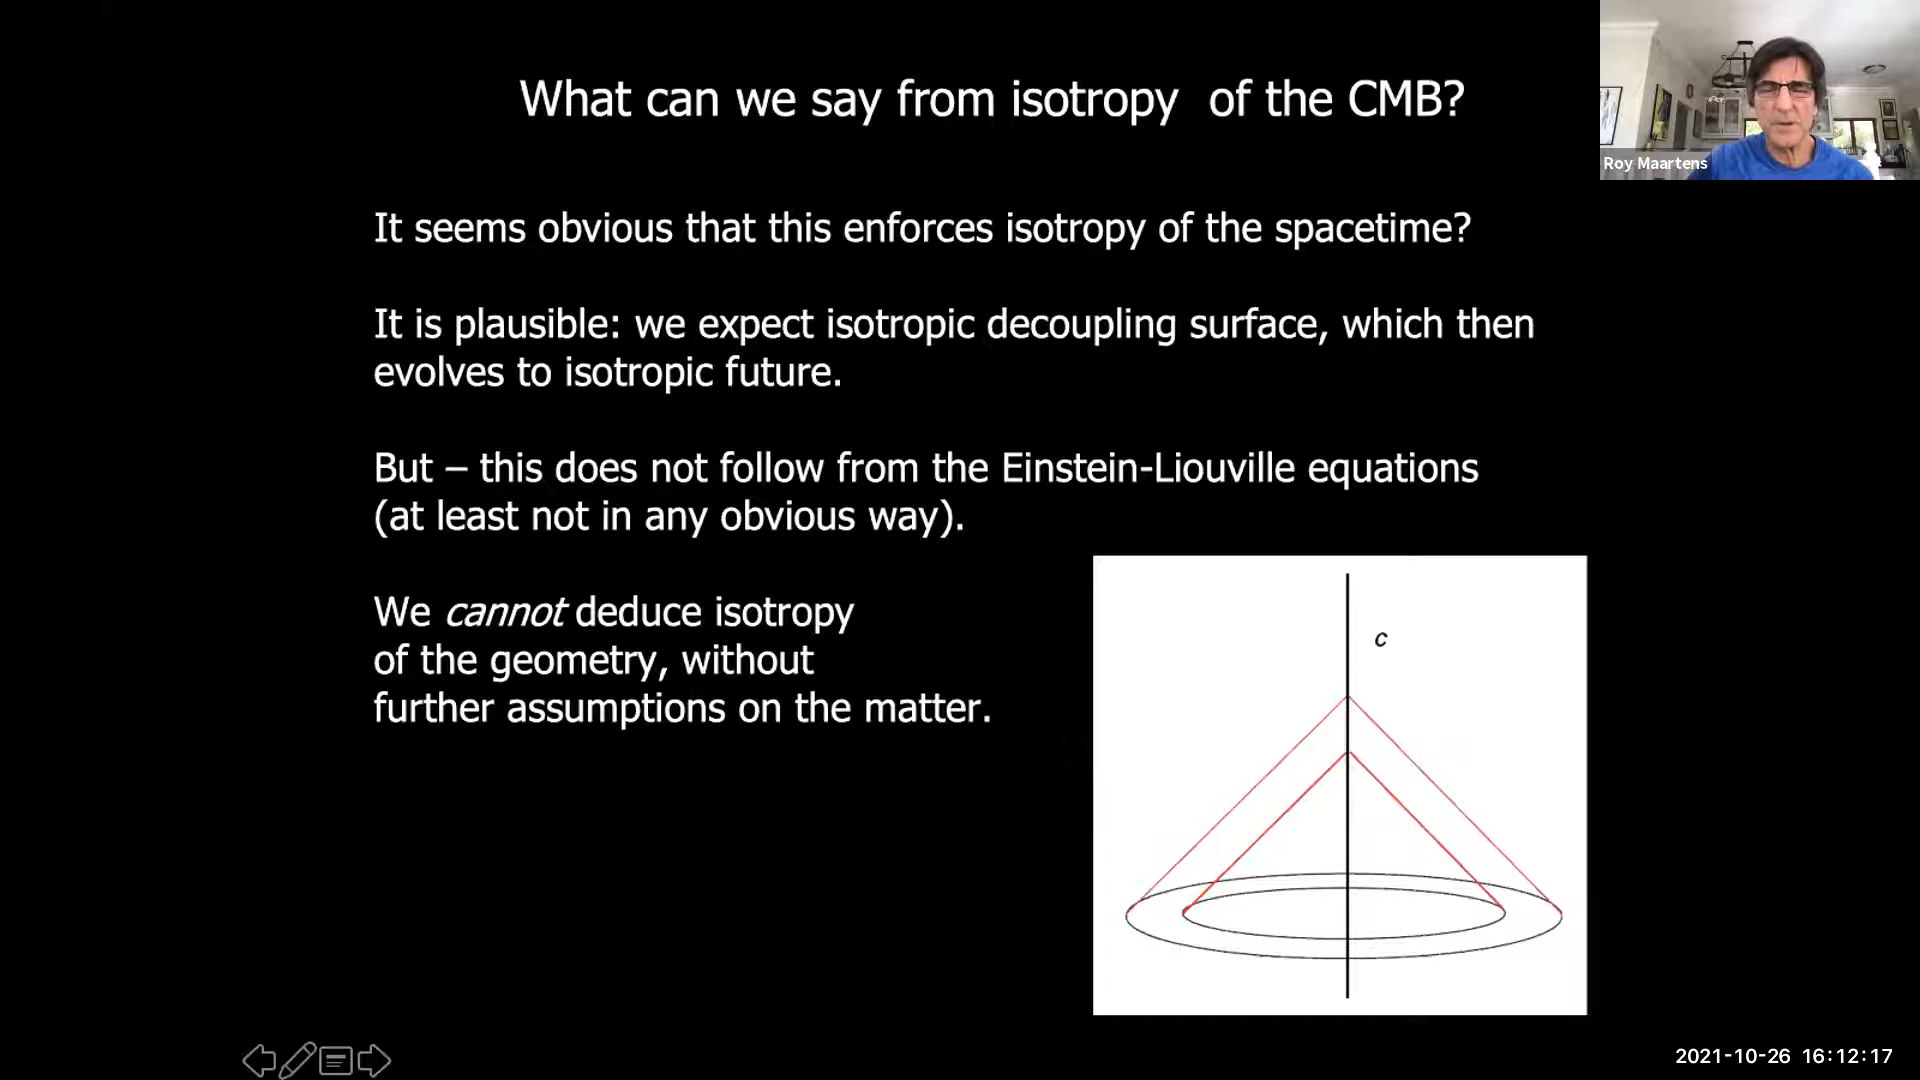 What can we say from isotropy of the CMB?
Roy Maartens
It seems obvious that this enforces isotropy of the spacetime?
It is plausible: we expect isotropic decoupling surface, which then
evolves to isotropic future.
But – this does not follow from the Einstein-Liouville equations
(at least not in any obvious way).
We cannot deduce isotropy
of the geometry, without
further assumptions on the matter.
c
2021-10-26 16:12:17